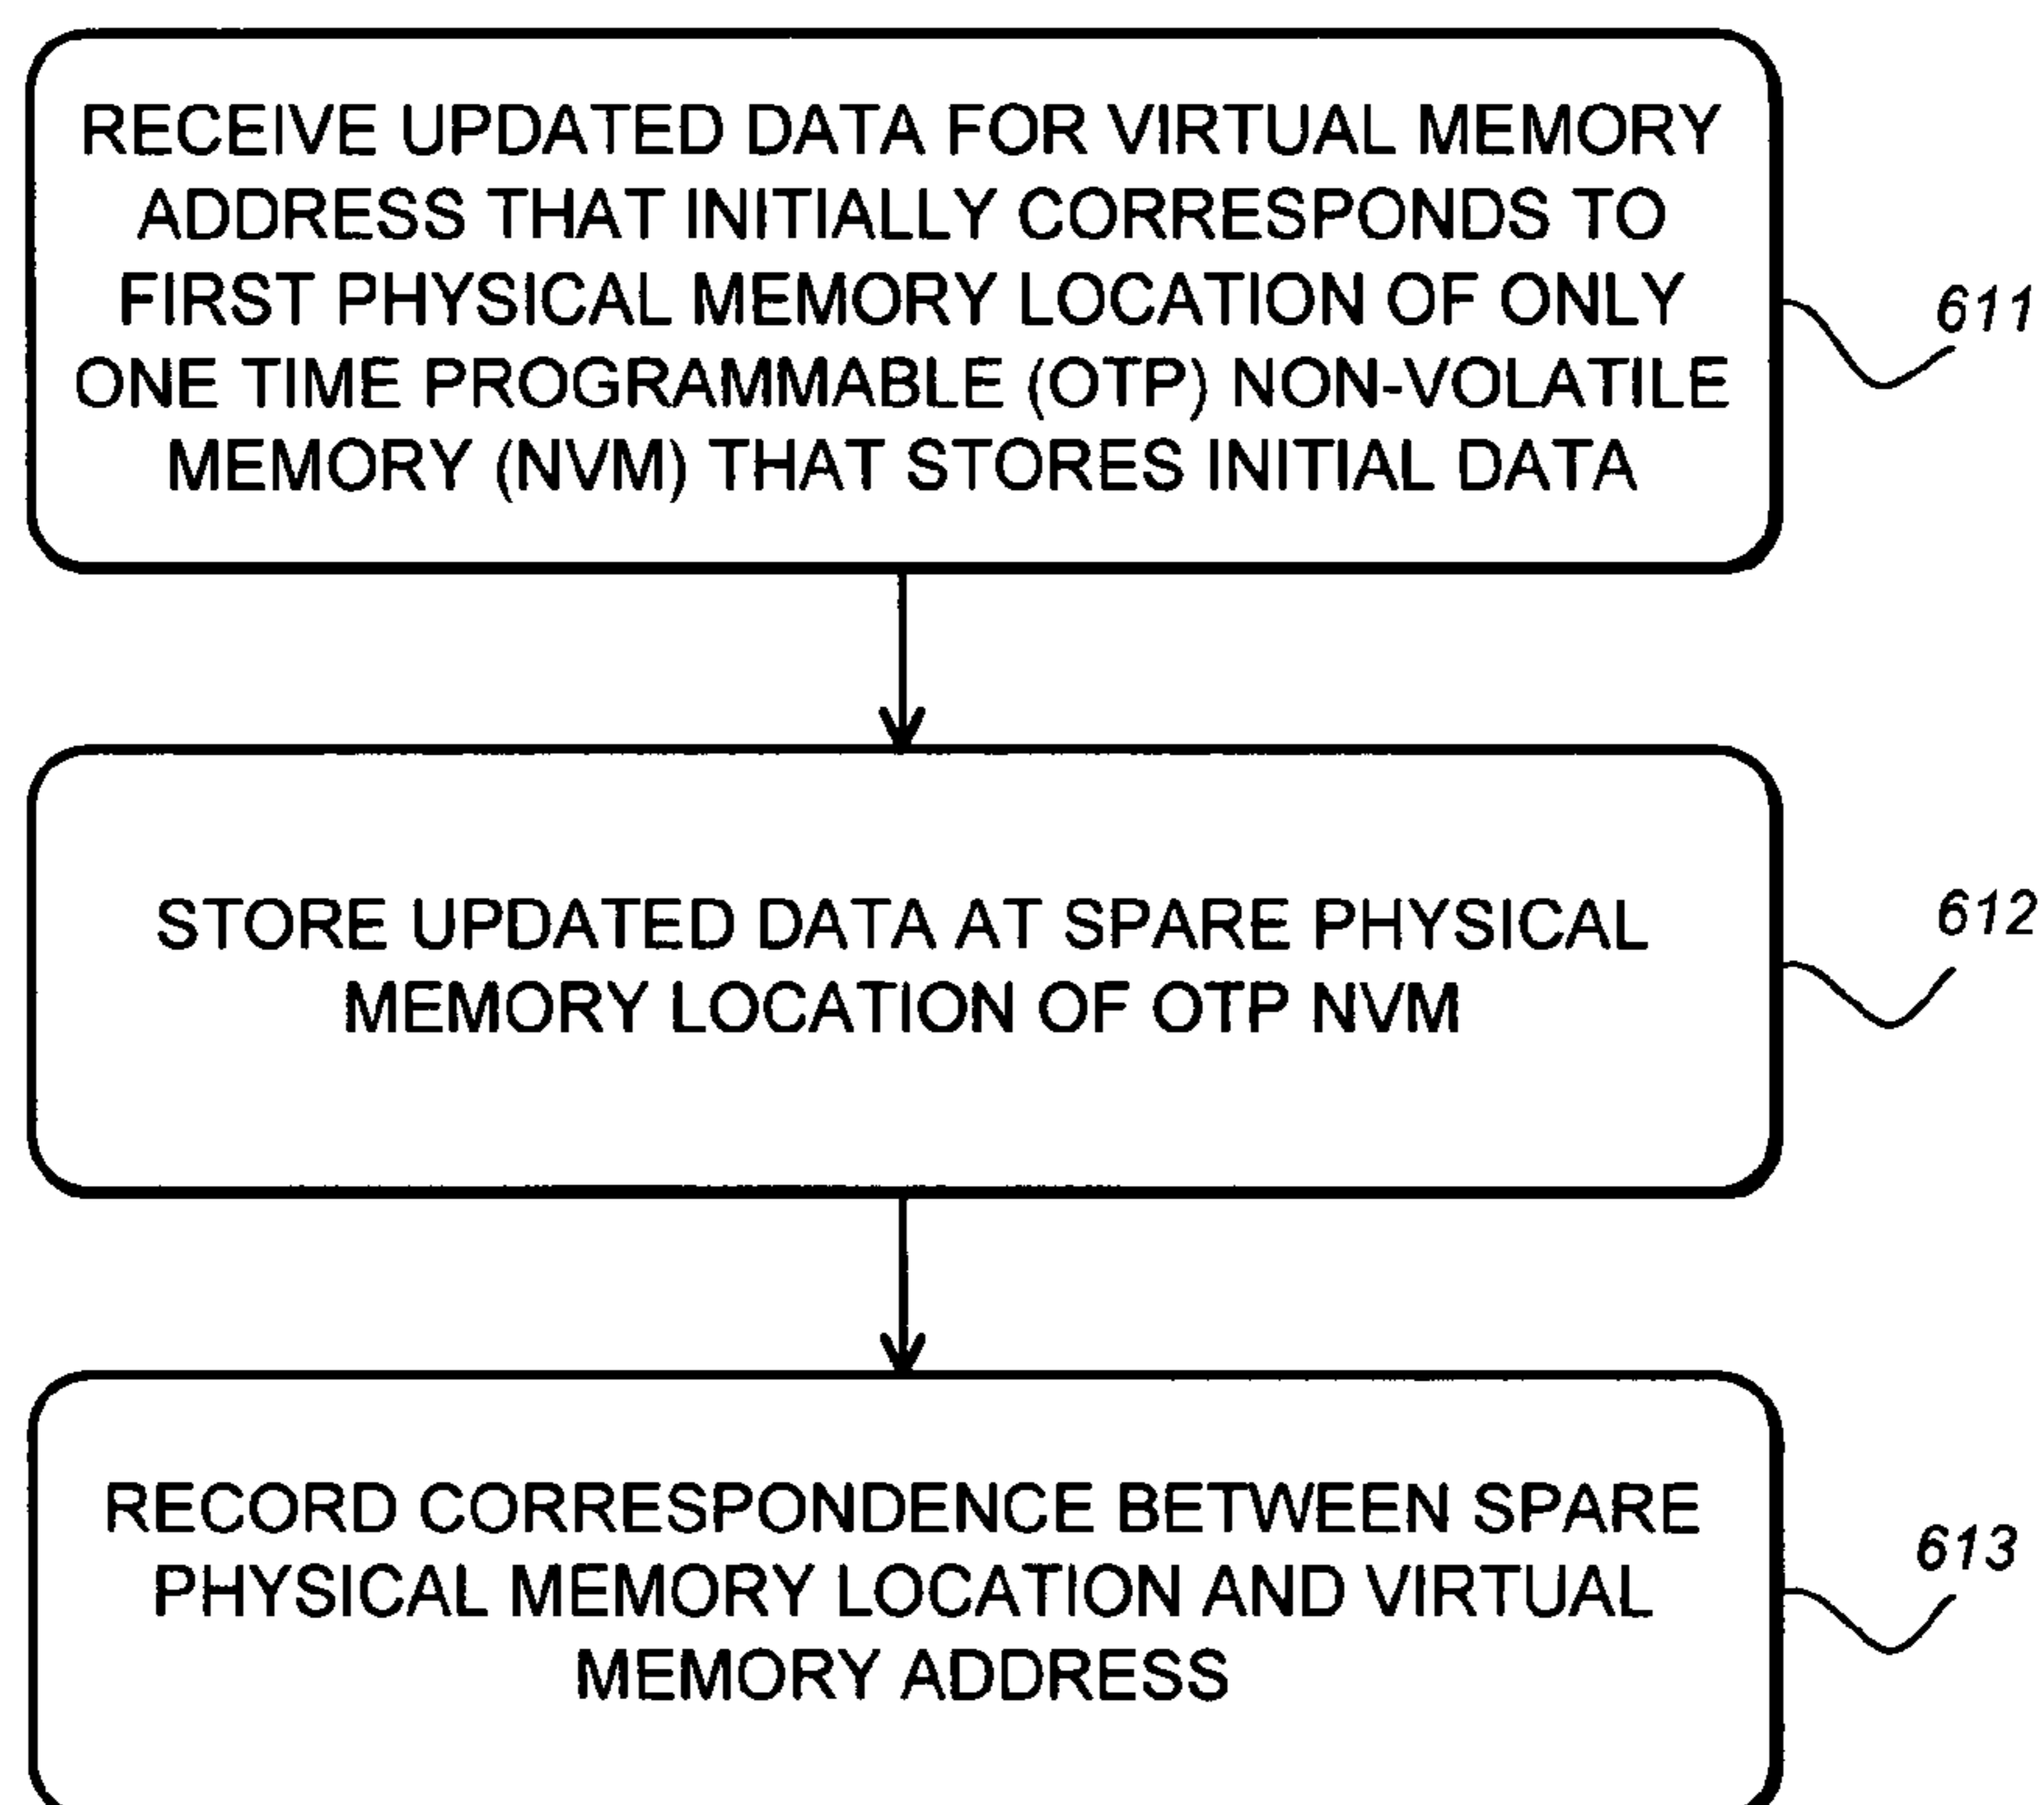 RECEIVE UPDATED DATA FOR VIRTUAL MEMORY
ADDRESS THAT INITIALLY CORRESPONDS TO
FIRST PHYSICAL MEMORY LOCATION OF ONLY
ONE TIME PROGRAMMABLE (OTP) NON-VOLATILE
MEMORY (NVM) THAT STORES INITIAL DATA
611
STORE UPDATED DATA AT SPARE PHYSICAL
MEMORY LOCATION OF OTP NVM
612
RECORD CORRESPONDENCE BETWEEN SPARE
PHYSICAL MEMORY LOCATION AND VIRTUAL
MEMORY ADDRESS
613